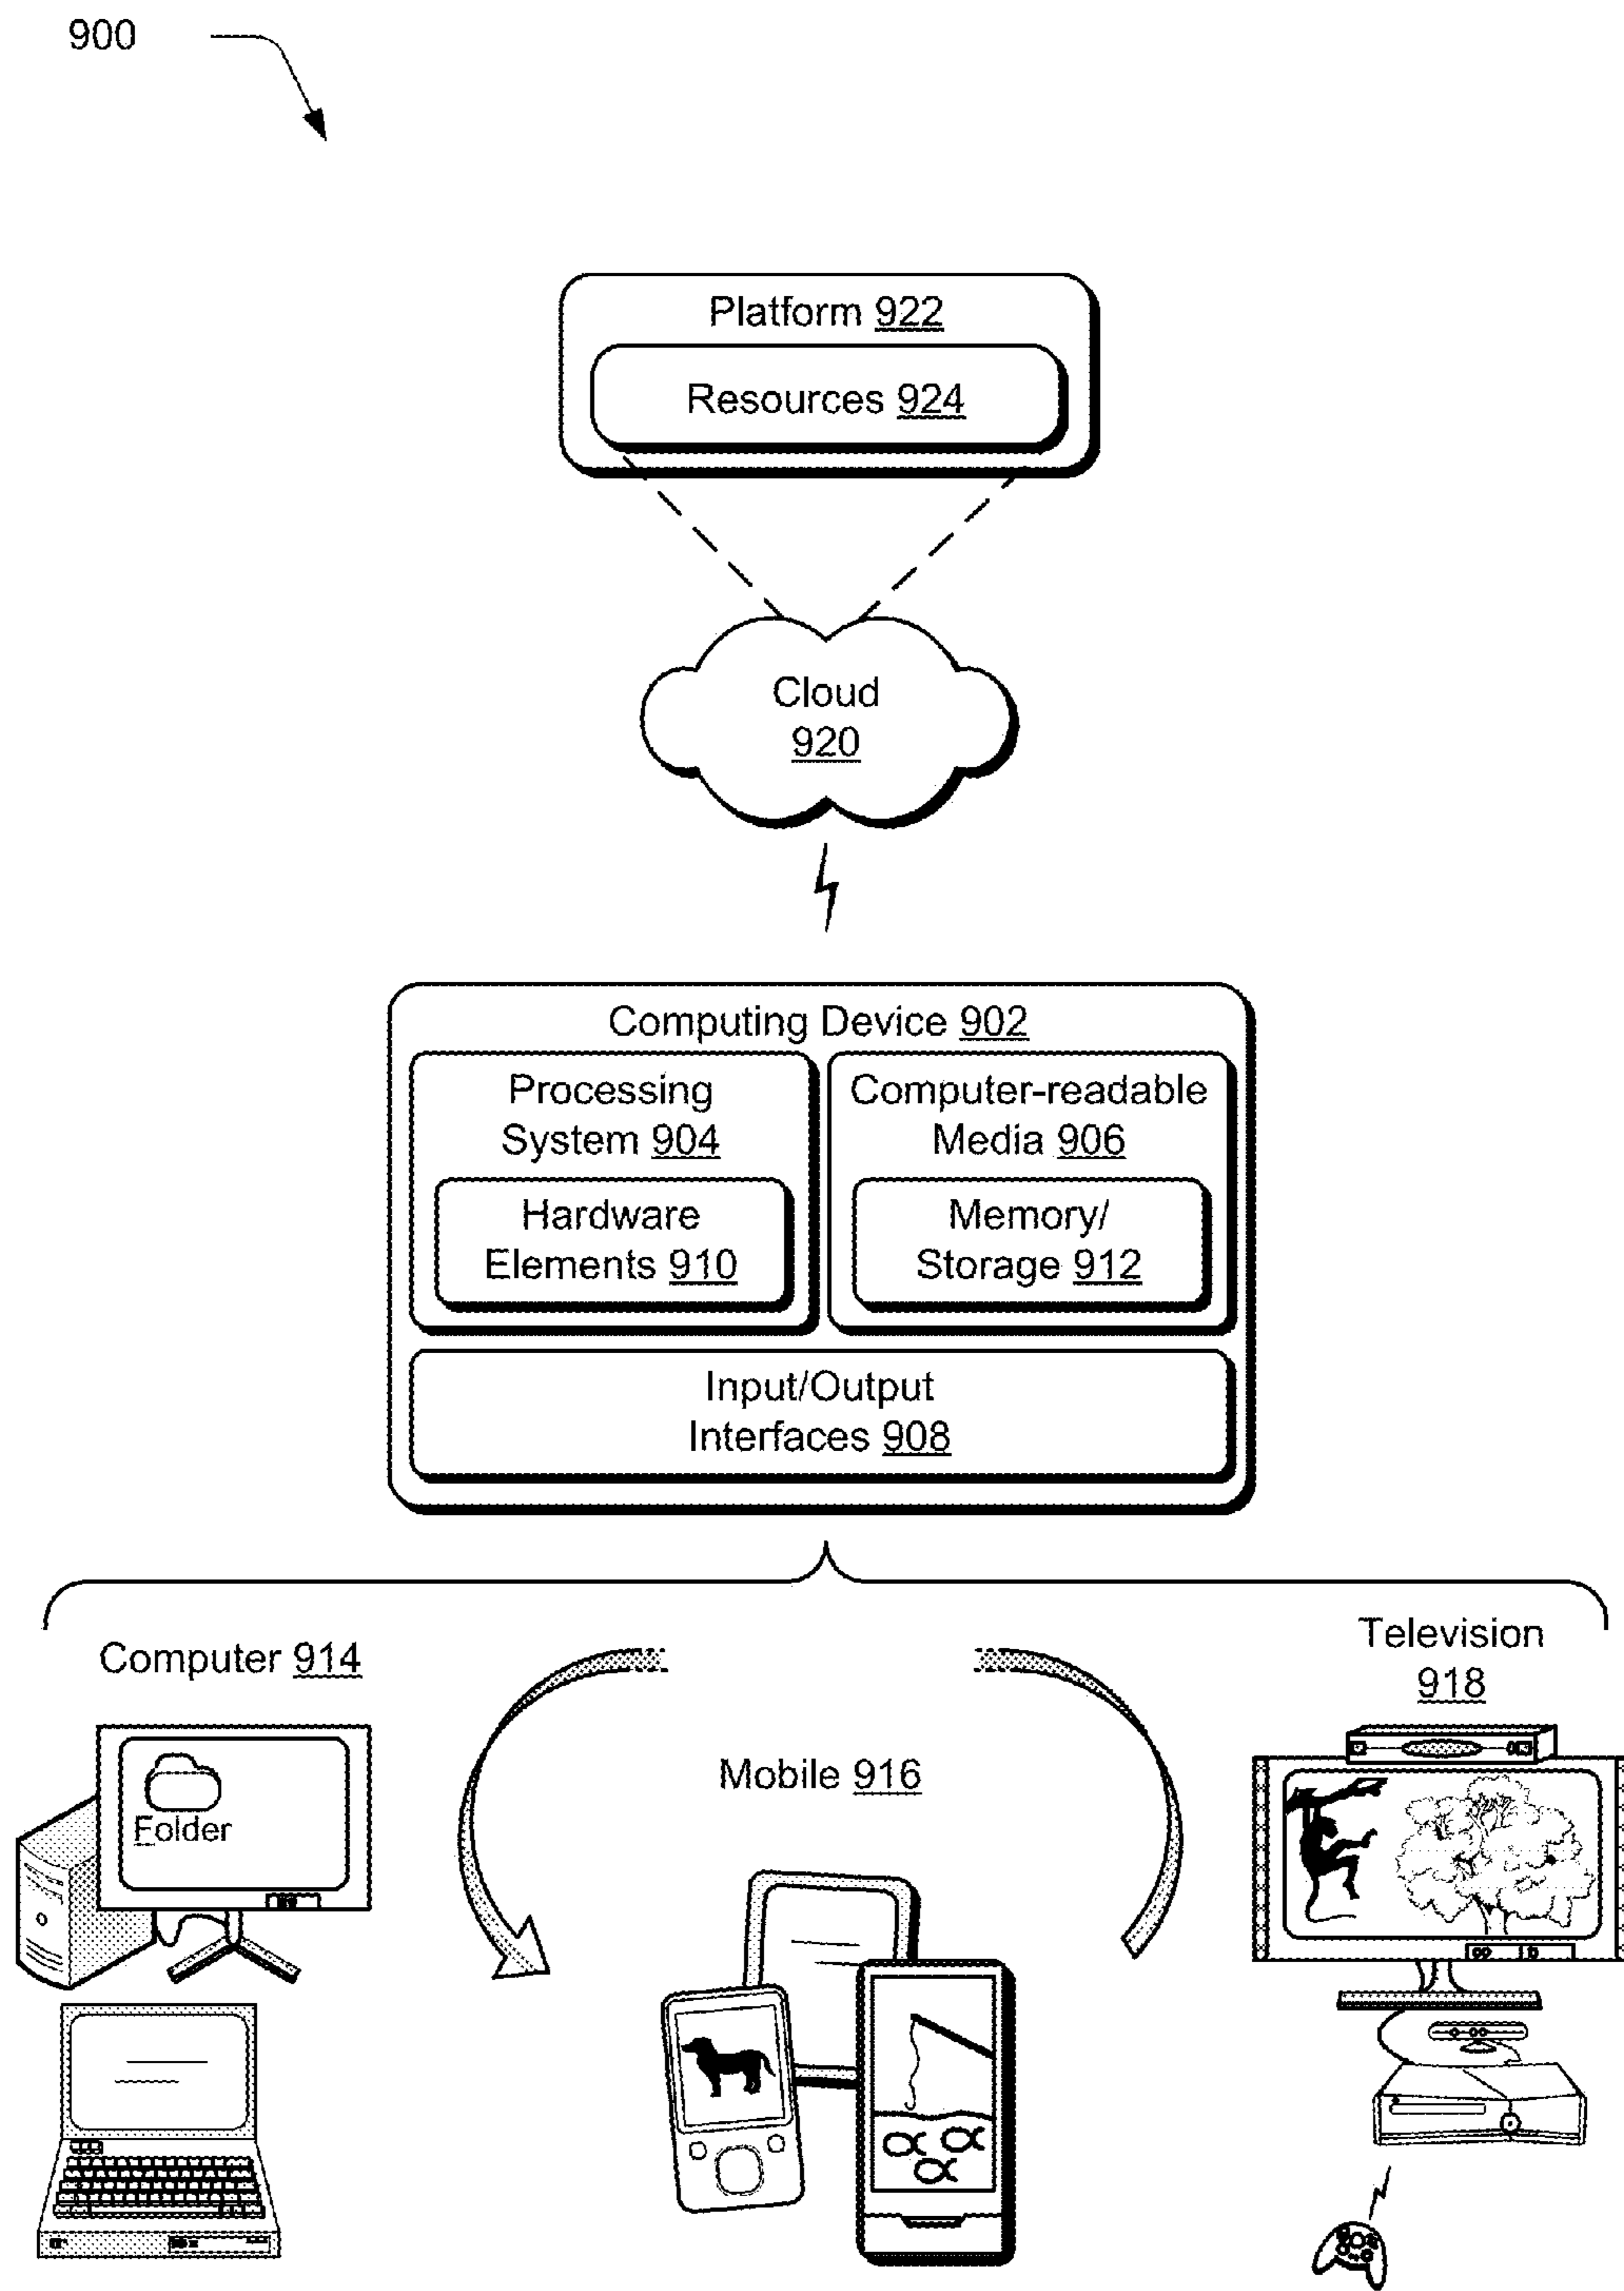 900
Platform 922
Resources 924
Cloud
920
Computing Device 902
Processing
System 904
Computer-readable
Media 906
Hardware
Elements 910
Memory/
Storage 912
Input/Output
Interfaces 908
Computer 914
Television
918
Mobile 916
Folder